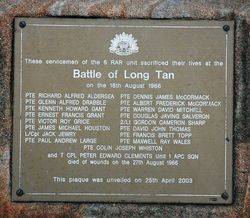 These servicemen of the 6 RAR unit sacrificed their lives at the
Battle of Long Tan
on the 18th August 1966
PTE RICHARD ALFRED ALDERSEA PTE DENNIS JAMES McCORMACK
PTE GLENN ALFRED DRABBLE PTE ALBERT FREDERICK McCORMACK
PTE KENNETH HOWARD GANT PTE WARREN DAVID MITCHELL
PTE ERNEST FRANCIS GRANT PTE DOUGLAS JAVING SALVERON
PTE VICTOR ROY GRICE 2/LT GORDON CAMERON SHARP
PTE JAMES MICHAEL HOUSTON PTE DAVID JOHN THOMAS
L/Cpl JACK JEWRY PTE FRANCIS BRETT TOPP
PTE PAUL ANDREW LARGE PTE MAXWELL RAY WALES
PTE COLIN JOSEPH WHISTON
and T CPL PETER EDWARD CLEMENTS Unit 1 APC SQN
died of wounds on the 27th August 1966
This plaque was unveiled on 25th April 2003